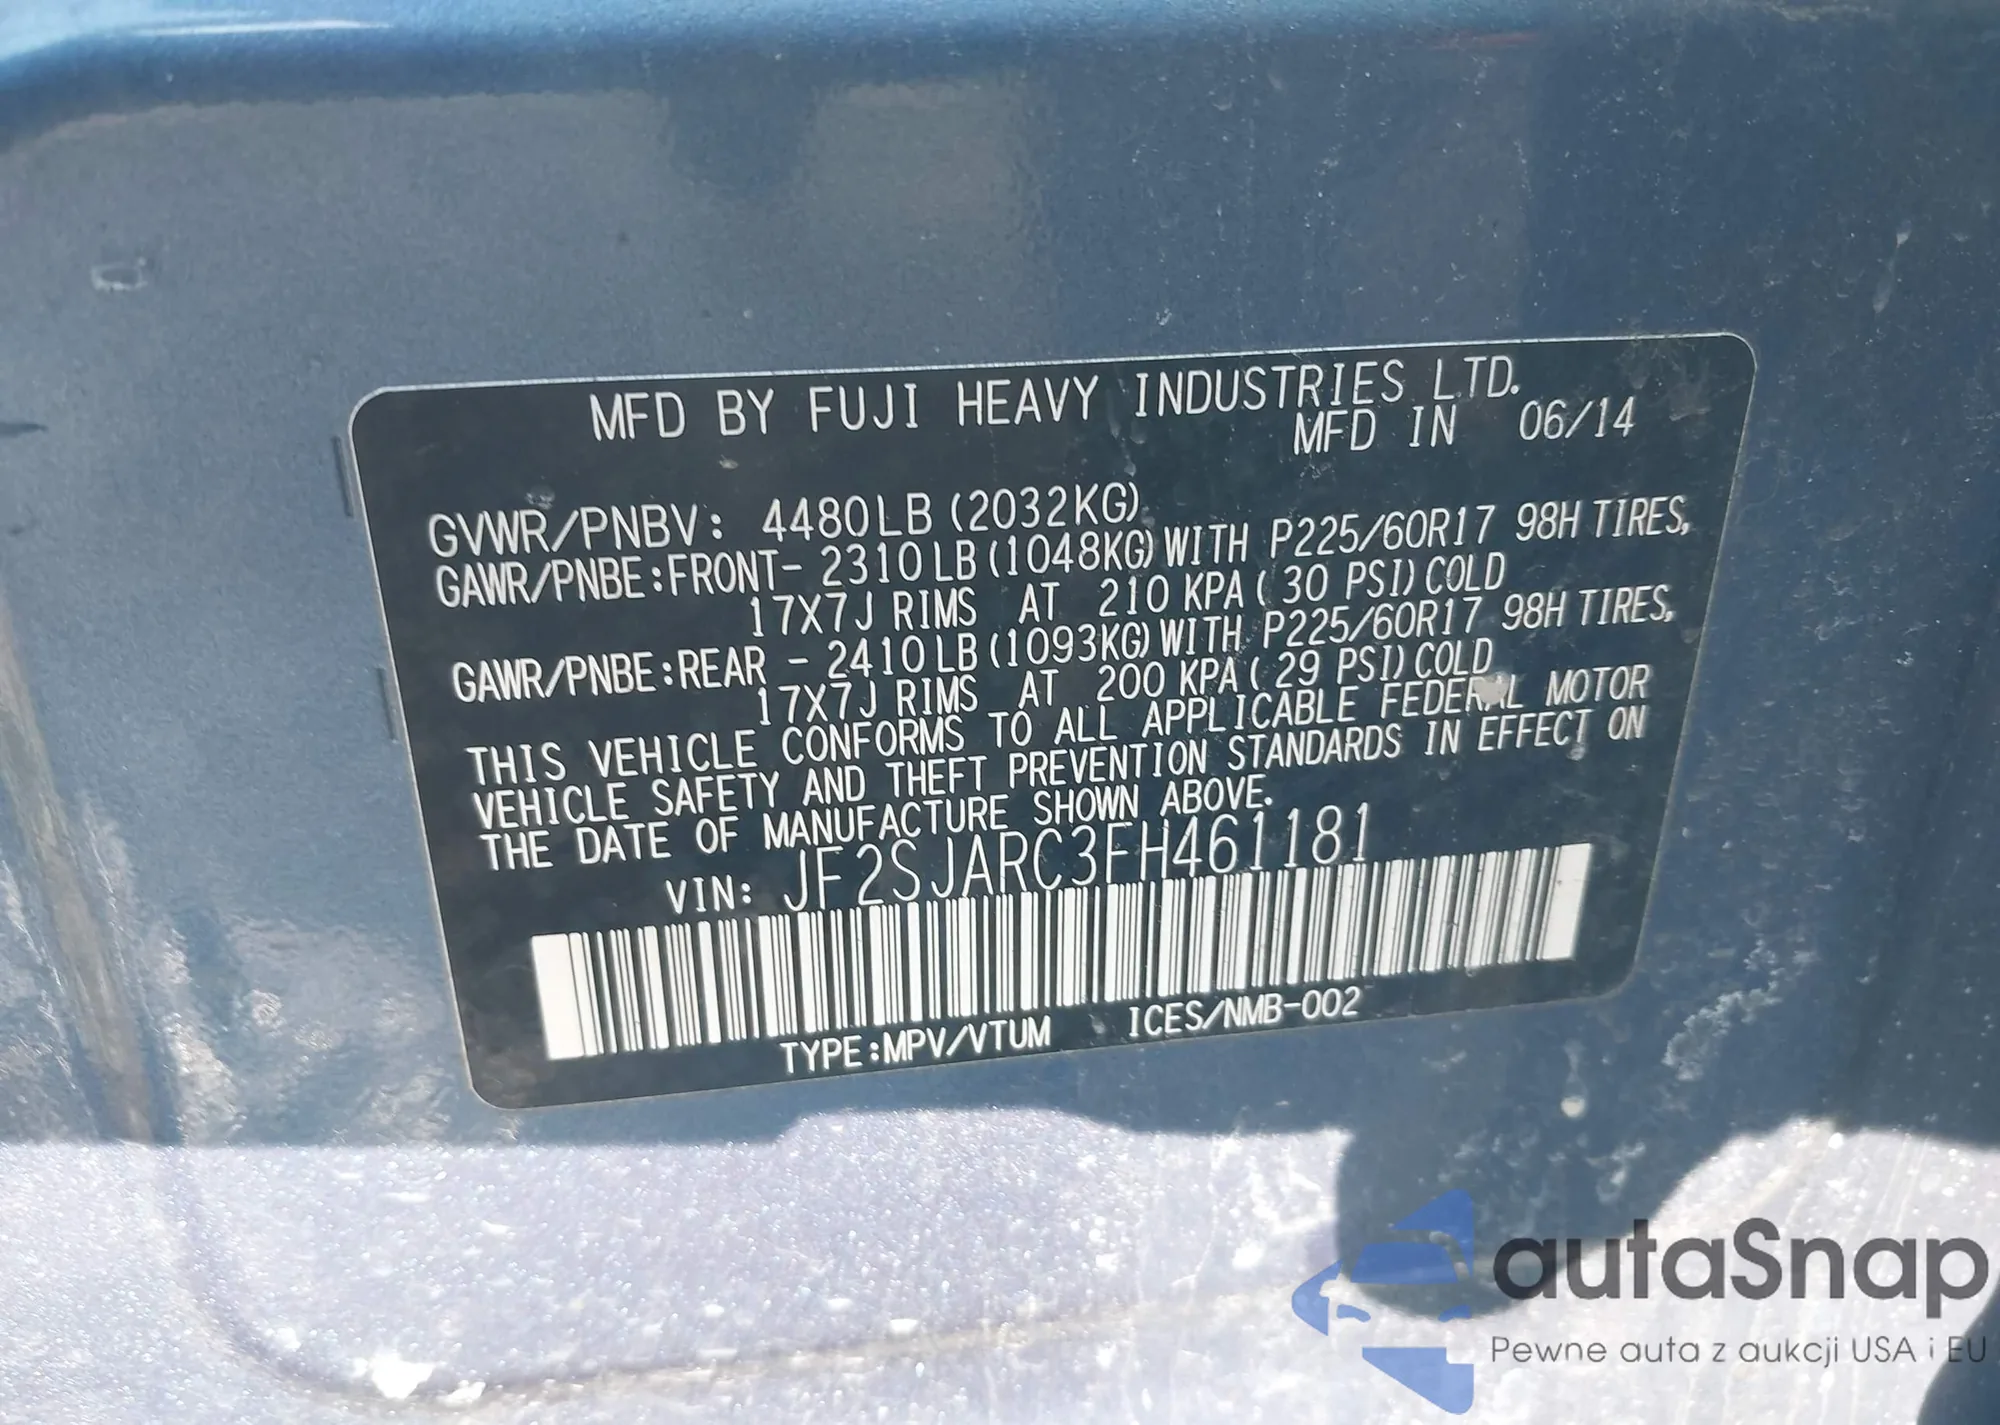 MFD BY FUJI HEAVY INDUSTRIES LTD.
MFD IN 06/14
GVWR/PNBV: 4480LB (2032KG)
GAWR/PNBE:FRONT- 2310LB (1048KG) WITH P225/60R17 98H TIRES,
17X7J RIMS AT 210 KPA ( 30 PSI) COLD
GAWR/PNBE:REAR - 2410LB (1093KG) WITH P225/60R17 98H TIRES,
17X7J RIMS AT 200 KPA ( 29 PSI) COLD
THIS VEHICLE CONFORMS TO ALL APPLICABLE FEDERAL MOTOR
VEHICLE SAFETY AND THEFT PREVENTION STANDARDS IN EFFECT ON
THE DATE OF MANUFACTURE SHOWN ABOVE.
VIN: JF2SJARC3FH461181
TYPE:MPV/VTUM ICES/NMB-002
autaSnap
Pewne auta z aukcji USA i EU